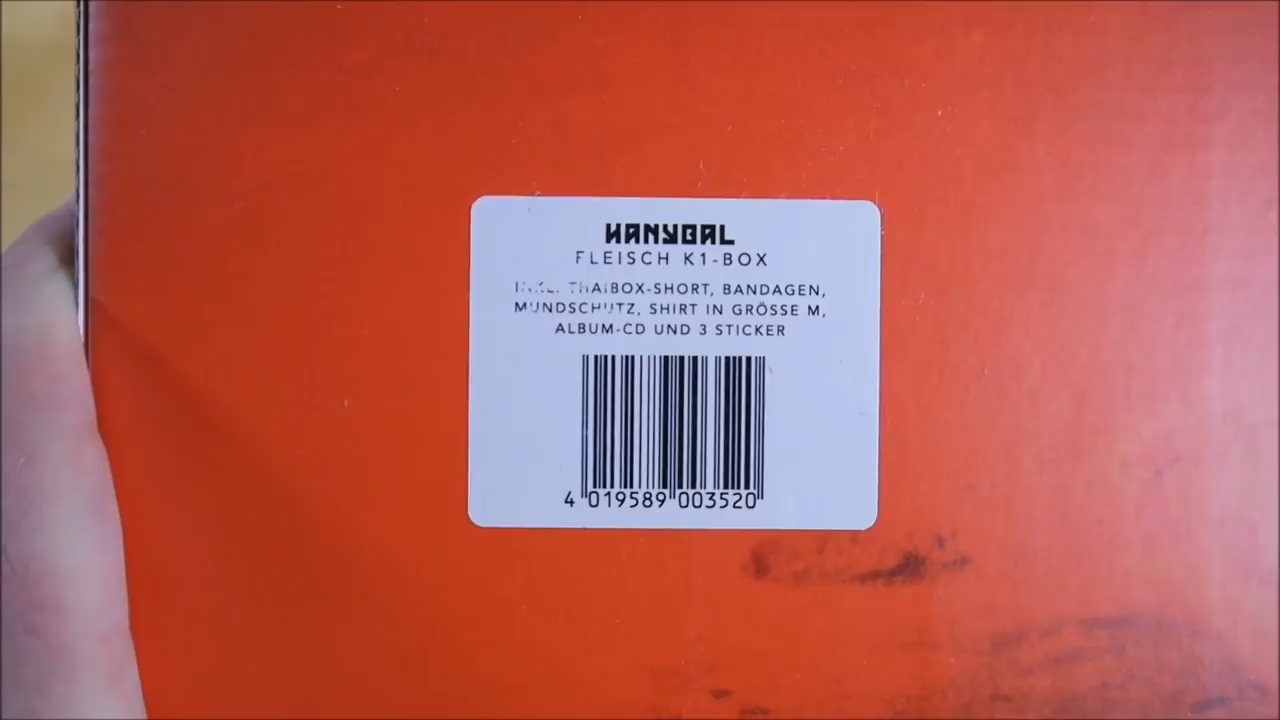 HANYBAL
FLEISCH K1-BOX
INKL. THAIBOX-SHORT, BANDAGEN,
MUNDSCHUTZ, SHIRT IN GRÖSSE M,
ALBUM-CD UND 3 STICKER
4 019589 003520